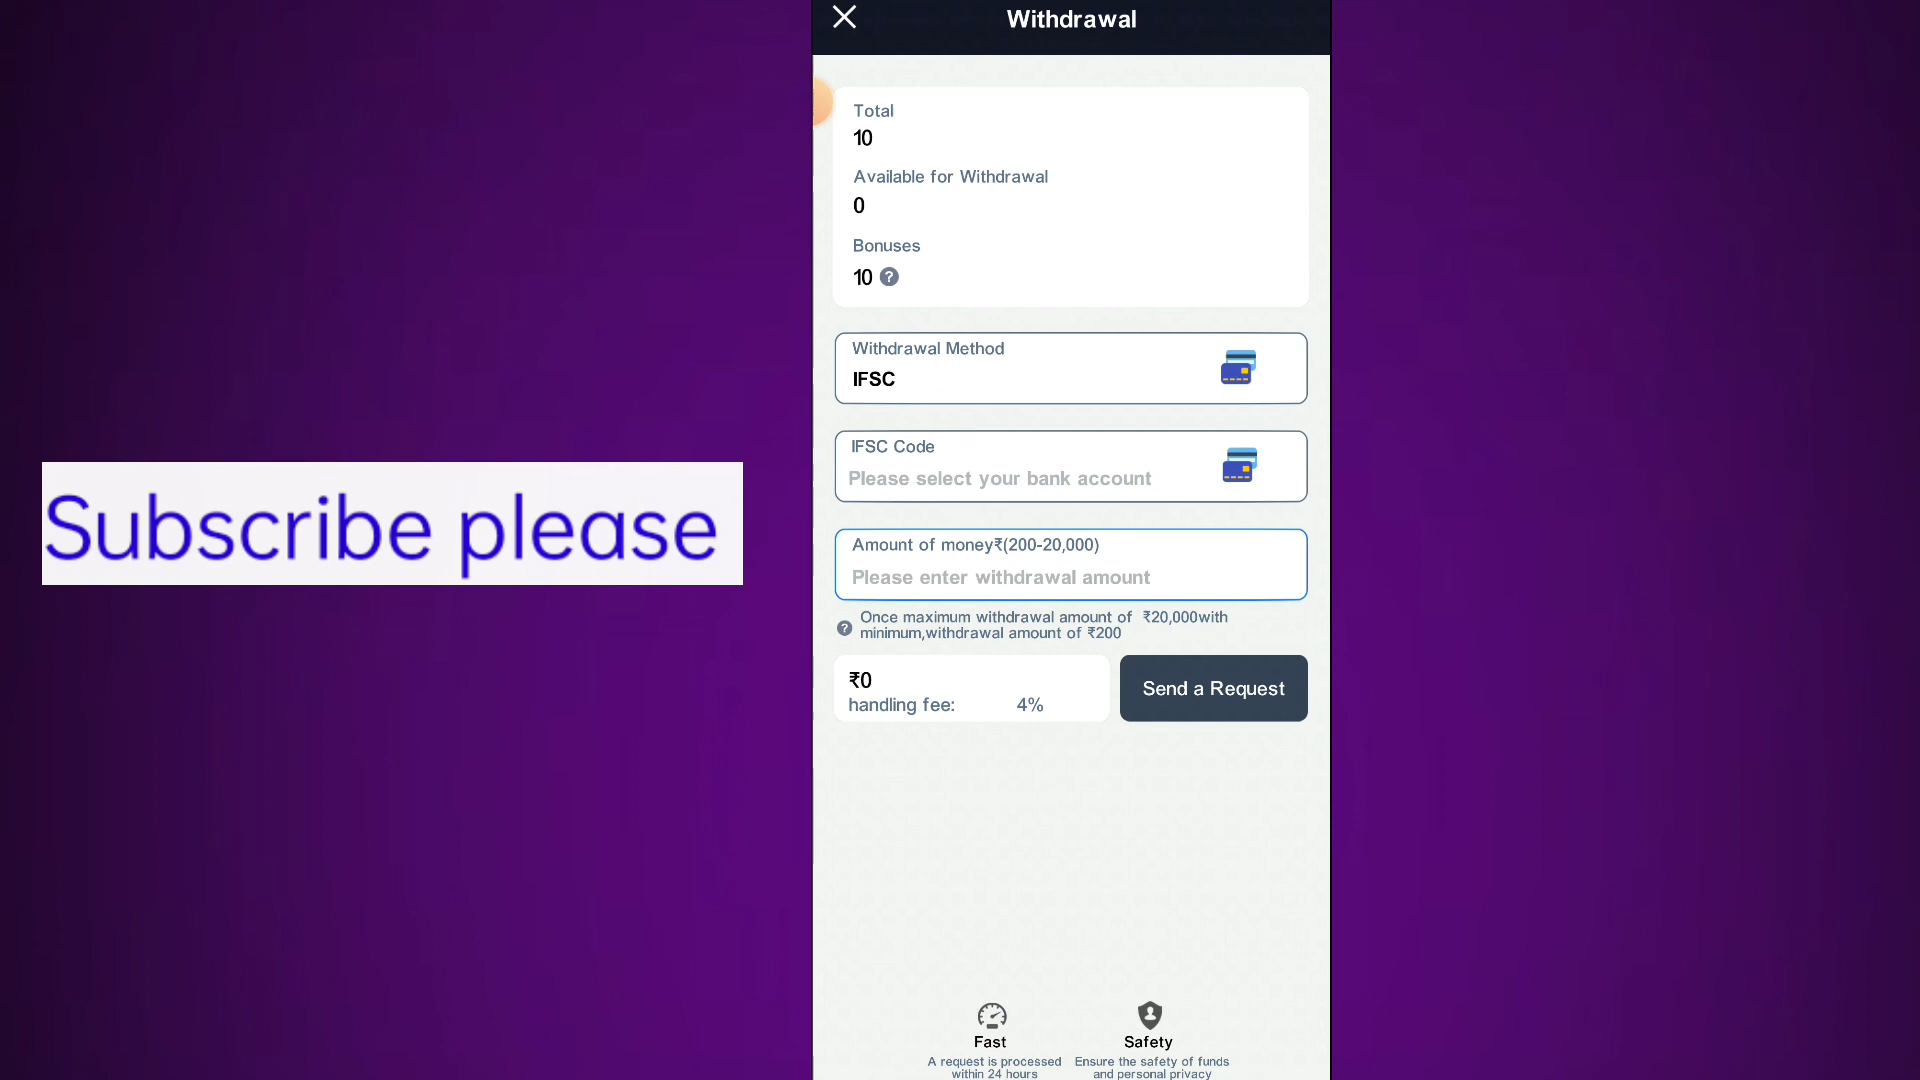 Withdrawal
Total
10
Available for Withdrawal
0
Bonuses
10 ?
Withdrawal Method
IFSC
IFSC Code
Please select your bank account
Subscribe please
Amount of money₹(200-20,000)
Please enter withdrawal amount
? Once maximum withdrawal amount of ₹20,000with
minimum,withdrawal amount of ₹200
₹0
handling fee: 4%
Send a Request
Fast
A request is processed
within 24 hours
Safety
Ensure the safety of funds
and personal privacy